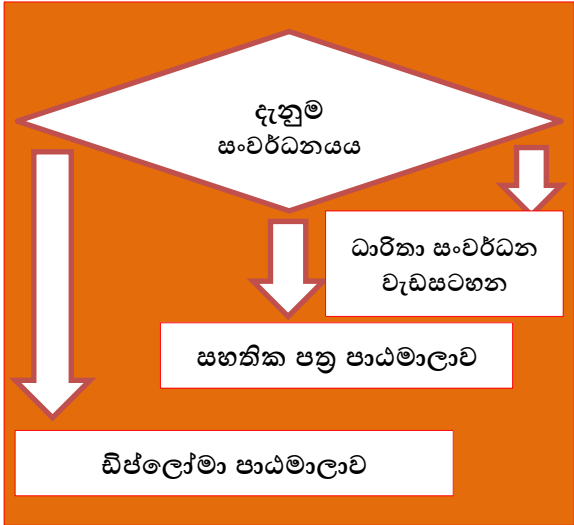 දැනුම
සංවර්ධනයය
ධාරිතා සංවර්ධන
වැඩසටහන
සහතික පත්‍ර පාඨමාලාව
ඩිප්ලෝමා පාඨමාලාව